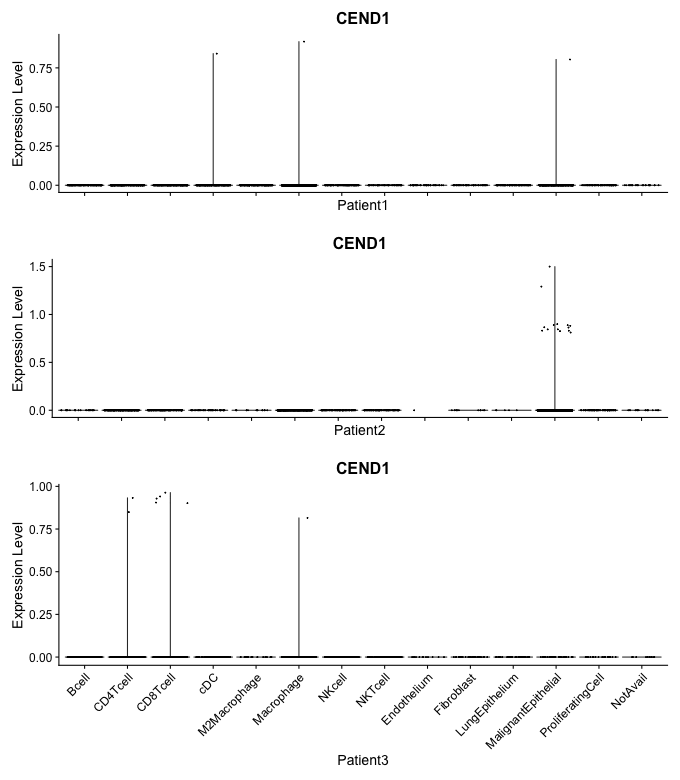 CEND1
Expression Level
0.75
0.50
0.25
0.00
Patient1
CEND1
Expression Level
1.5
1.0
0.5
0.0
Patient2
CEND1
Expression Level
1.00
0.75
0.50
0.25
0.00
Bcell
CD4Tcell
CD8Tcell
cDC
M2Macrophage
Macrophage
NKcell
NKTcell
Endothelium
Fibroblast
LungEpithelium
MalignantEpithelial
ProliferatingCell
NotAvail
Patient3